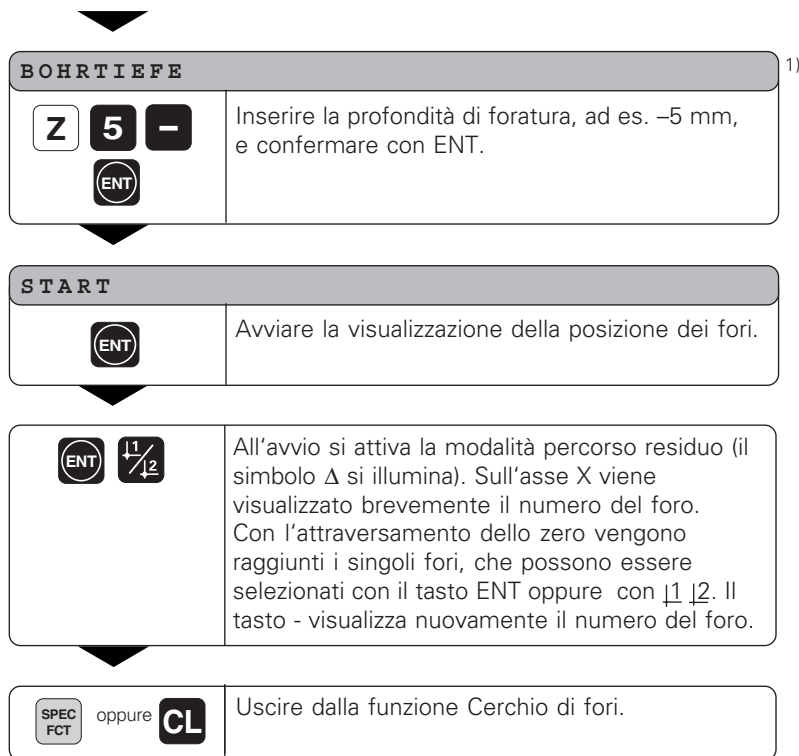 BOHRTIEFE
1)
Z 5 –
ENT
Inserire la profondità di foratura, ad es. –5 mm,
e confermare con ENT.
START
ENT
Avviare la visualizzazione della posizione dei fori.
ENT 1/2
All'avvio si attiva la modalità percorso residuo (il
simbolo Δ si illumina). Sull'asse X viene
visualizzato brevemente il numero del foro.
Con l'attraversamento dello zero vengono
raggiunti i singoli fori, che possono essere
selezionati con il tasto ENT oppure con 1 2. Il
tasto - visualizza nuovamente il numero del foro.
SPEC
FCT
oppure CL
Uscire dalla funzione Cerchio di fori.